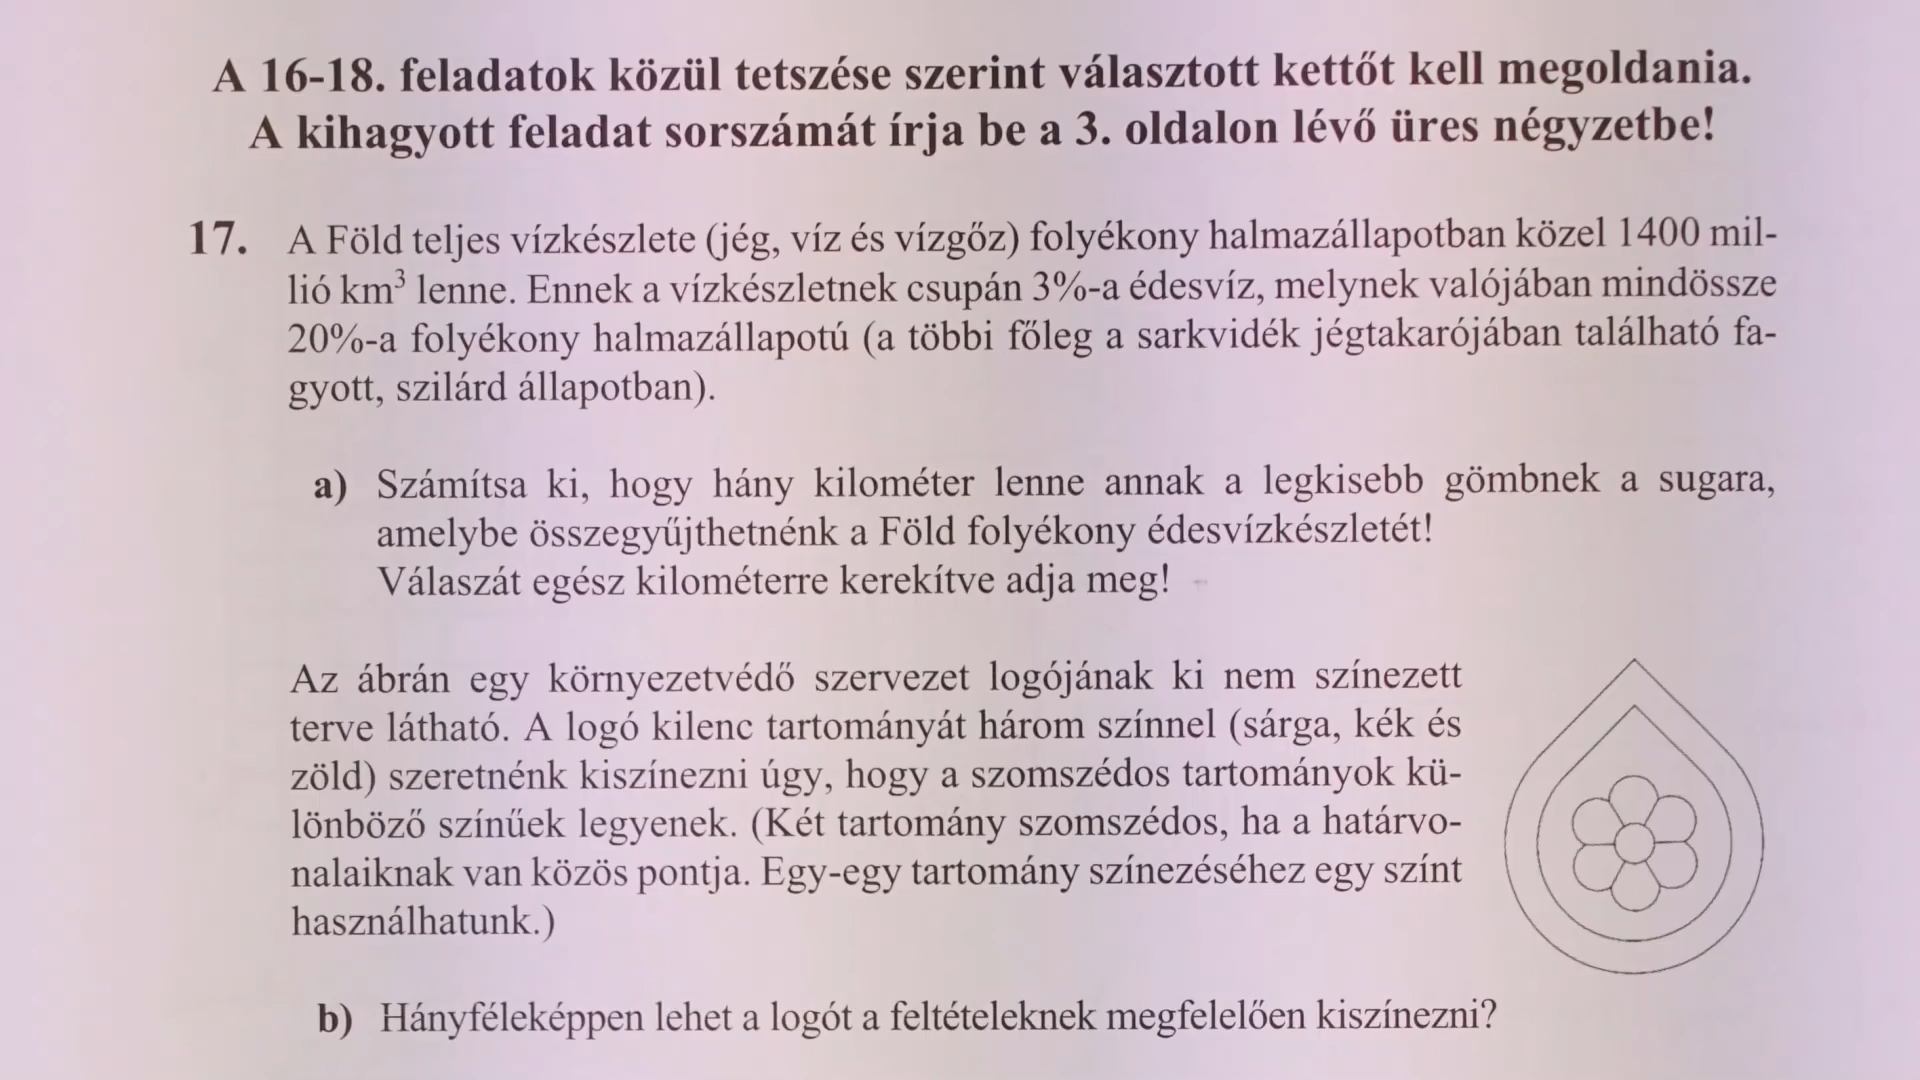 A 16-18. feladatok közül tetszése szerint választott kettőt kell megoldania.
A kihagyott feladat sorszámát írja be a 3. oldalon lévő üres négyzetbe!
17. A Föld teljes vízkészlete (jég, víz és vízgőz) folyékony halmazállapotban közel 1400 mil-
lió km³ lenne. Ennek a vízkészletnek csupán 3%-a édesvíz, melynek valójában mindössze
20%-a folyékony halmazállapotú (a többi főleg a sarkvidék jégtakarójában található fa-
gyott, szilárd állapotban).
a) Számítsa ki, hogy hány kilométer lenne annak a legkisebb gömbnek a sugara,
amelybe összegyűjthetnénk a Föld folyékony édesvízkészletét!
Válaszát egész kilométerre kerekítve adja meg!
Az ábrán egy környezetvédő szervezet logójának ki nem színezett
terve látható. A logó kilenc tartományát három színnel (sárga, kék és
zöld) szeretnénk kiszínezni úgy, hogy a szomszédos tartományok kü-
lönböző színűek legyenek. (Két tartomány szomszédos, ha a határvo-
nalaiknak van közös pontja. Egy-egy tartomány színezéséhez egy színt
használhatunk.)
b) Hányféleképpen lehet a logót a feltételeknek megfelelően kiszínezni?